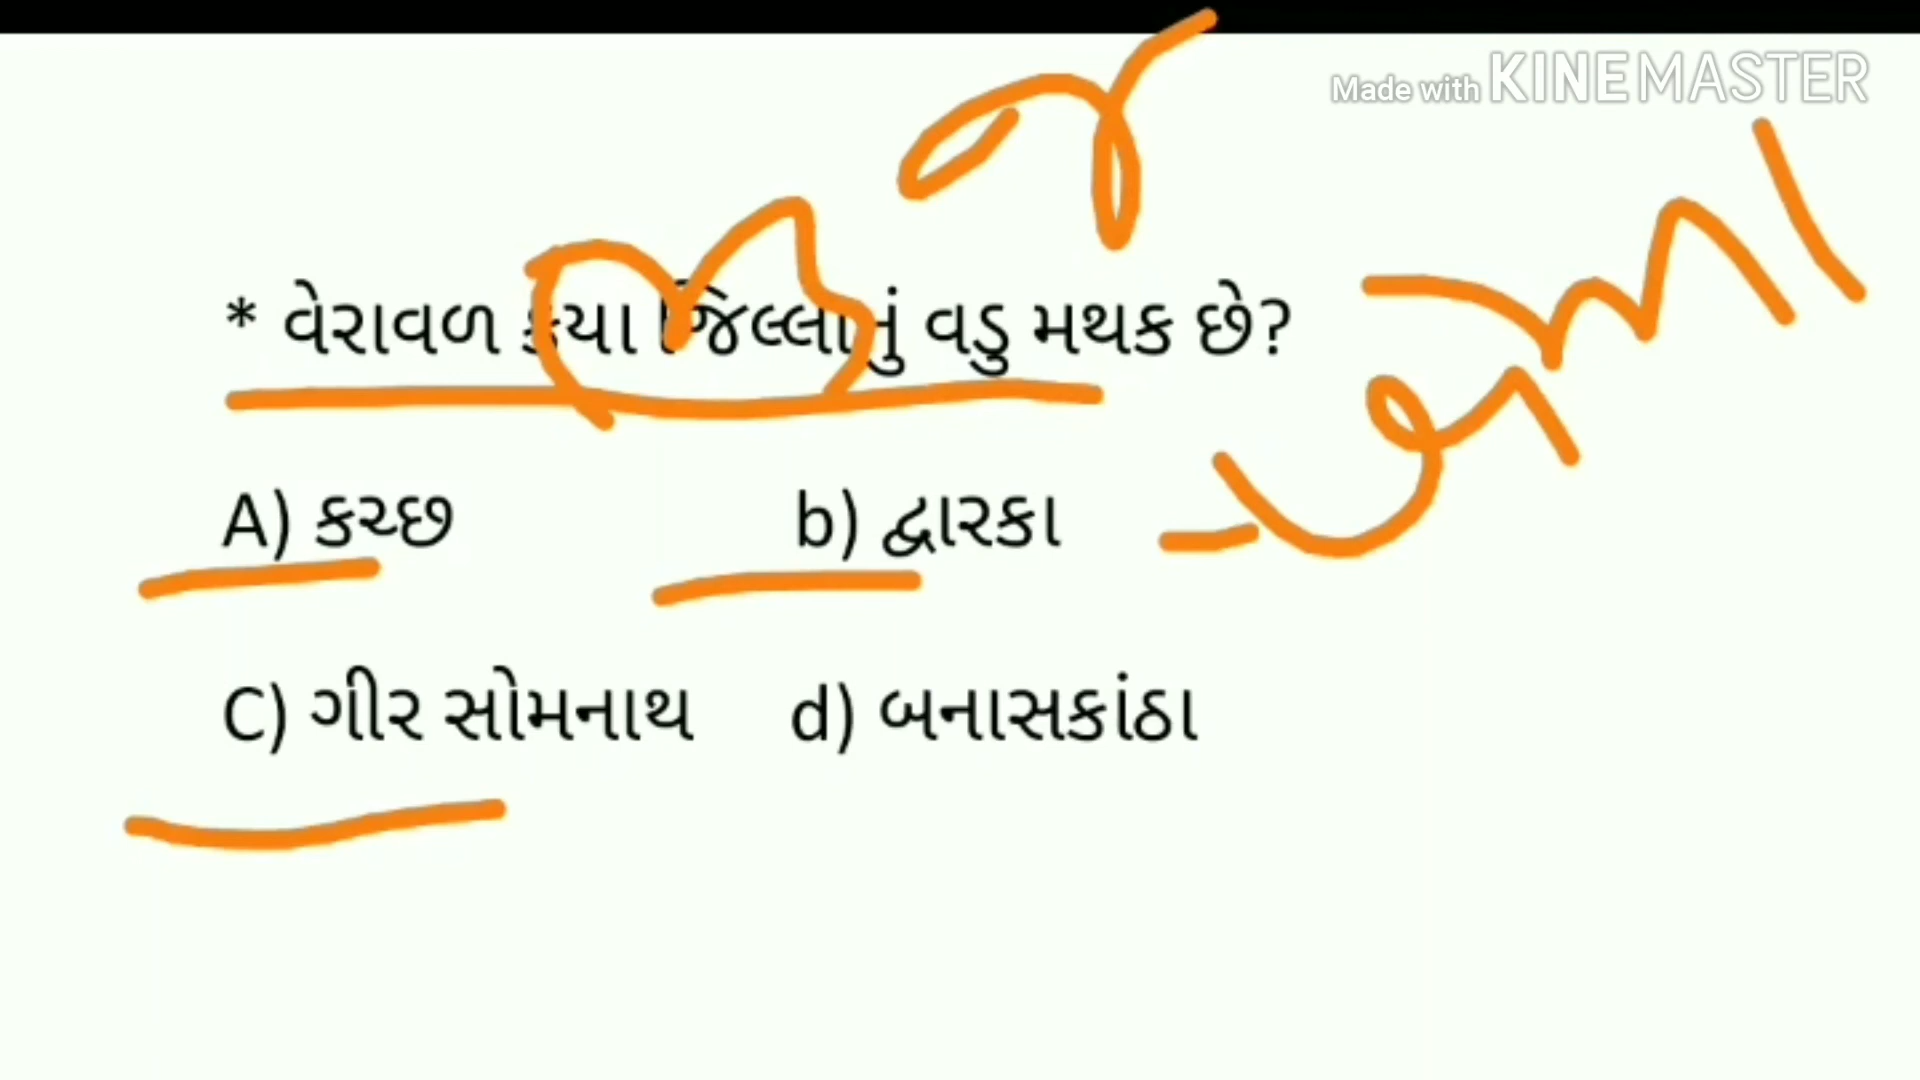 Made with KINEMASTER
* વેરાવળ કયા જિલ્લાનું વડુ મથક છે?
A) કચ્છ b) દ્વારકા
C) ગીર સોમનાથ d) બનાસકાંઠા